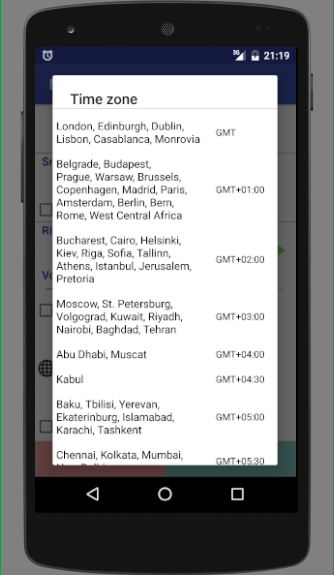 3G 21:19
Time zone
London, Edinburgh, Dublin,
Lisbon, Casablanca, Monrovia GMT
Belgrade, Budapest,
Prague, Warsaw, Brussels,
Copenhagen, Madrid, Paris, GMT+01:00
Amsterdam, Berlin, Bern,
Rome, West Central Africa
Bucharest, Cairo, Helsinki,
Kiev, Riga, Sofia, Tallinn,
Athens, Istanbul, Jerusalem, GMT+02:00
Pretoria
Moscow, St. Petersburg,
Volgograd, Kuwait, Riyadh, GMT+03:00
Nairobi, Baghdad, Tehran
Abu Dhabi, Muscat GMT+04:00
Kabul GMT+04:30
Baku, Tbilisi, Yerevan,
Ekaterinburg, Islamabad, GMT+05:00
Karachi, Tashkent
Chennai, Kolkata, Mumbai, GMT+05:30